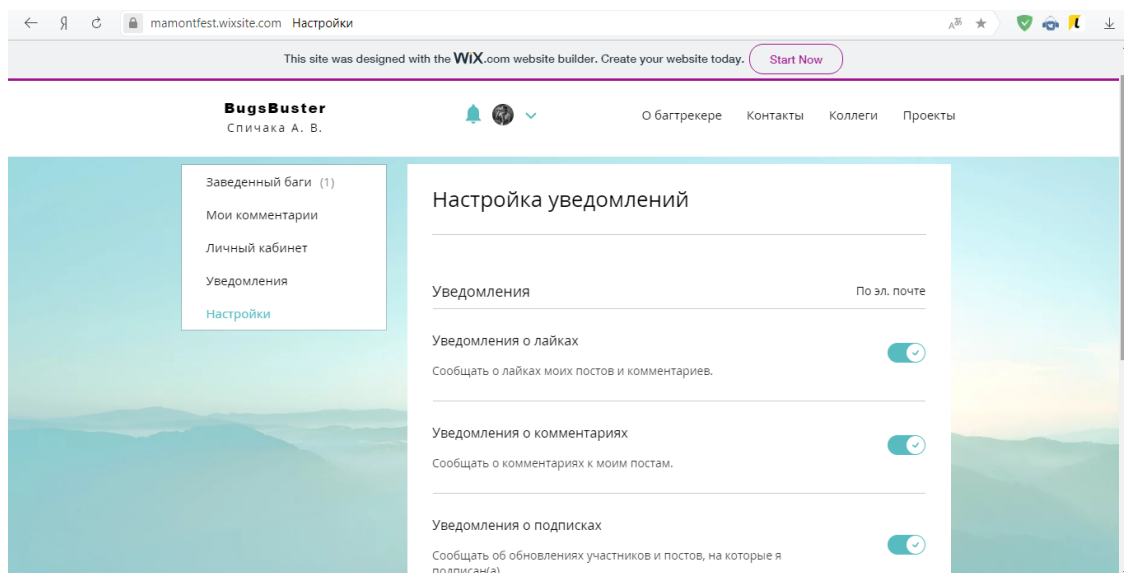 mamontfest.wixsite.com Настройки
This site was designed with the WiX.com website builder. Create your website today. Start Now
BugsBuster
Спичака А. В.
О багтрекере Контакты Коллеги Проекты
Заведенный баги (1)
Мои комментарии
Личный кабинет
Уведомления
Настройки
Настройка уведомлений
Уведомления По эл. почте
Уведомления о лайках
Сообщать о лайках моих постов и комментариев.
Уведомления о комментариях
Сообщать о комментариях к моим постам.
Уведомления о подписках
Сообщать об обновлениях участников и постов, на которые я
подписан(а)